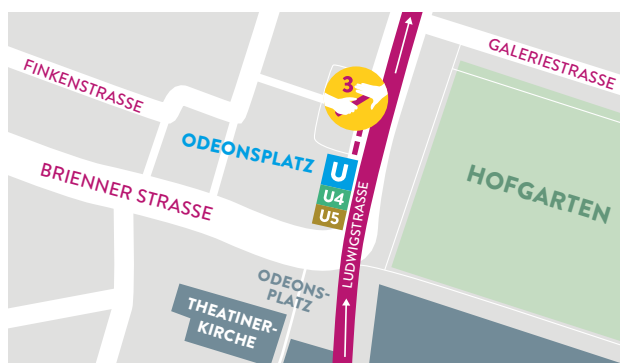 GALERIESTRASSE
FINKENSTRASSE
3
ODEONSPLATZ
U
U4
U5
HOFGARTEN
BRIENNER STRASSE
LUDWIGSTRASSE
ODEONS-
PLATZ
THEATINER-
KIRCHE